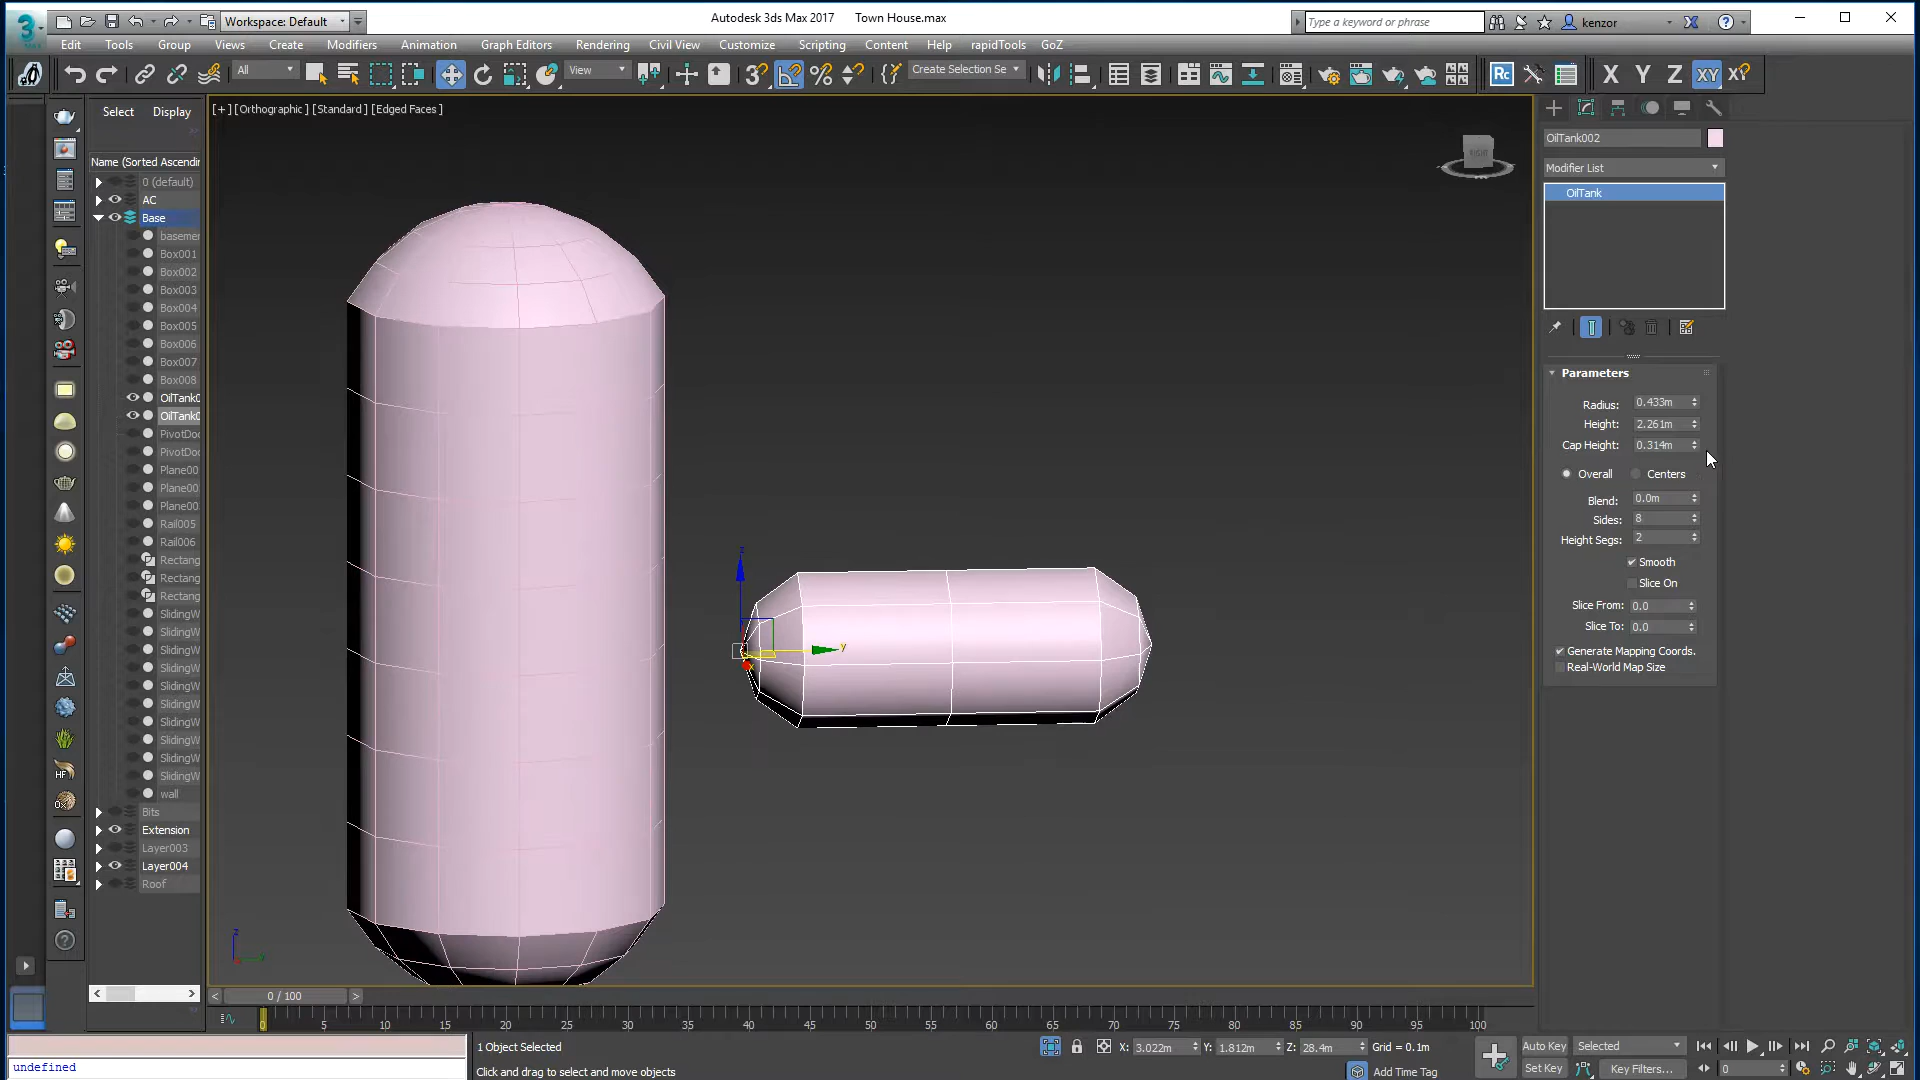 Workspace: Default
Autodesk 3ds Max 2017 Town House.max
Type a keyword or phrase
kenzor
Edit Tools Group Views Create Modifiers Animation Graph Editors Rendering Civil View Customize Scripting Content Help rapidTools GoZ
All
View
Create Selection Se
Rc
X Y Z XY
Select Display
[+] [Orthographic] [Standard] [Edged Faces]
RIGHT
OilTank002
Modifier List
OilTank
Name (Sorted Ascendin
0 (default)
AC
Base
basemer
Box001
Box002
Box003
Box004
Box005
Box006
Box007
Box008
OilTank0
OilTank0
PivotDoo
PivotDoo
Plane00
Plane00
Plane00
Rail005
Rail006
Rectang
Rectang
Rectang
SlidingW
SlidingW
SlidingW
SlidingW
SlidingW
SlidingW
SlidingW
SlidingW
SlidingW
SlidingW
wall
Bits
Extension
Layer003
Layer004
Roof
HF
Parameters
Radius: 0.433m
Height: 2.261m
Cap Height: 0.314m
Overall Centers
Blend: 0.0m
Sides: 8
Height Segs: 2
Smooth
Slice On
Slice From: 0.0
Slice To: 0.0
Generate Mapping Coords.
Real-World Map Size
z
y
x
z
0 / 100
0 5 10 15 20 25 30 35 40 45 50 55 60 65 70 75 80 85 90 95 100
1 Object Selected
X: 3.022m Y: 1.812m Z: 28.4m Grid = 0.1m
Auto Key Selected
undefined
Click and drag to select and move objects
Add Time Tag
Set Key Key Filters... 0